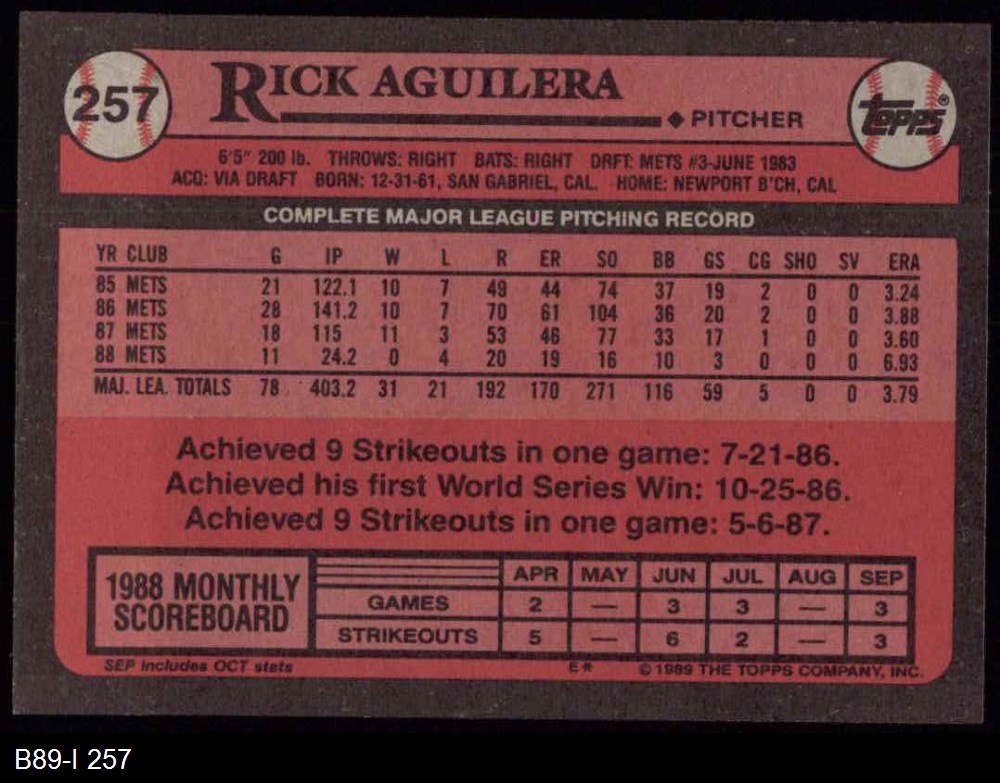 257
RICK AGUILERA
◆ PITCHER
TOPPS®
6'5" 200 lb. THROWS: RIGHT BATS: RIGHT DRFT: METS #3-JUNE 1983
ACQ: VIA DRAFT BORN: 12-31-61, SAN GABRIEL, CAL. HOME: NEWPORT B'CH, CAL
COMPLETE MAJOR LEAGUE PITCHING RECORD
YR CLUB G IP W L R ER SO BB GS CG SHO SV ERA
85 METS 21 122.1 10 7 49 44 74 37 19 2 0 0 3.24
86 METS 28 141.2 10 7 70 61 104 36 20 2 0 0 3.88
87 METS 18 115 11 3 53 46 77 33 17 1 0 0 3.60
88 METS 11 24.2 0 4 20 19 16 10 3 0 0 0 6.93
MAJ. LEA. TOTALS 78 403.2 31 21 192 170 271 116 59 5 0 0 3.79
Achieved 9 Strikeouts in one game: 7-21-86.
Achieved his first World Series Win: 10-25-86.
Achieved 9 Strikeouts in one game: 5-6-87.
1988 MONTHLY SCOREBOARD
APR MAY JUN JUL AUG SEP
GAMES 2 — 3 3 — 3
STRIKEOUTS 5 — 6 2 — 3
SEP includes OCT stats E* © 1989 THE TOPPS COMPANY, INC.
B89-I 257